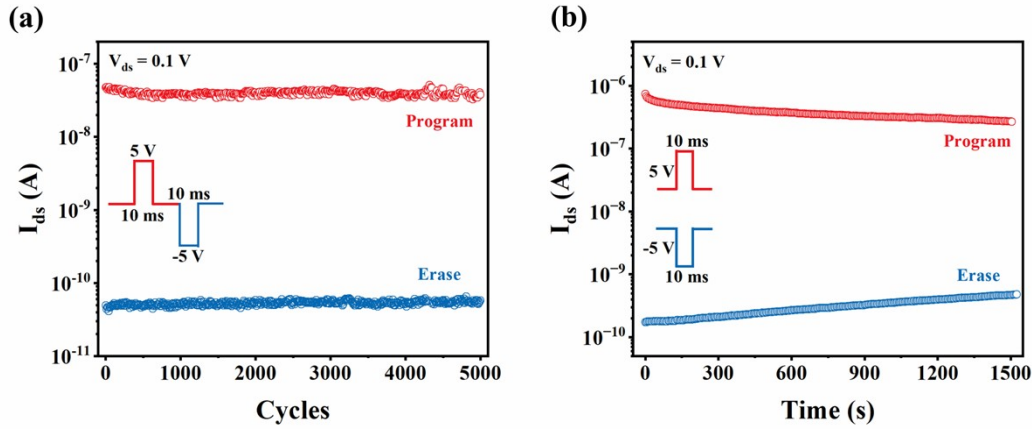 (a)
V_ds = 0.1 V
10⁻⁷
10⁻⁸
10⁻⁹
10⁻¹⁰
10⁻¹¹
I_ds (A)
Program
5 V
10 ms
10 ms
-5 V
Erase
0 1000 2000 3000 4000 5000
Cycles
(b)
V_ds = 0.1 V
10⁻⁶
10⁻⁷
10⁻⁸
10⁻⁹
10⁻¹⁰
I_ds (A)
Program
10 ms
5 V
-5 V
10 ms
Erase
0 300 600 900 1200 1500
Time (s)